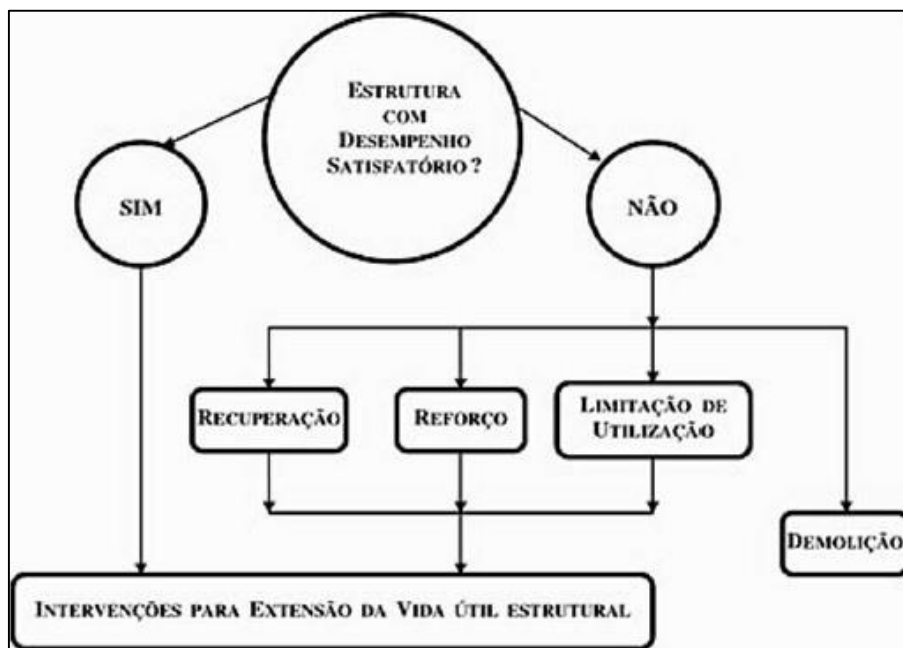 ESTRUTURA
COM
DESEMPENHO
SATISFATÓRIO ?
SIM
NÃO
RECUPERAÇÃO
REFORÇO
LIMITAÇÃO DE
UTILIZAÇÃO
DEMOLIÇÃO
INTERVENÇÕES PARA EXTENSÃO DA VIDA ÚTIL ESTRUTURAL